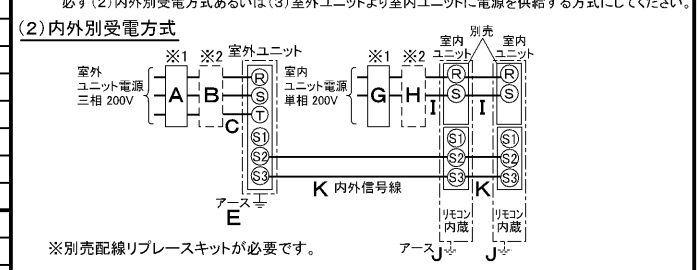 必ず(2)内外別受電方式あるいは(3)室外ユニットより室内ユニットに電源を供給する方式にしてください。
(2)内外別受電方式
※1 ※2 室外ユニット
室外
ユニット電源
三相 200V
A B
R
S
T
C
S1
S2
S3
アース
E
※1 ※2
室内
ユニット電源
単相 200V
G H
別売
室内
ユニット
室内
ユニット
R R
S S
I I
S1 S1
S2 S2
S3 S3
K 内外信号線 K
リモコン
内蔵
リモコン
内蔵
アース J J
※別売配線リプレースキットが必要です。